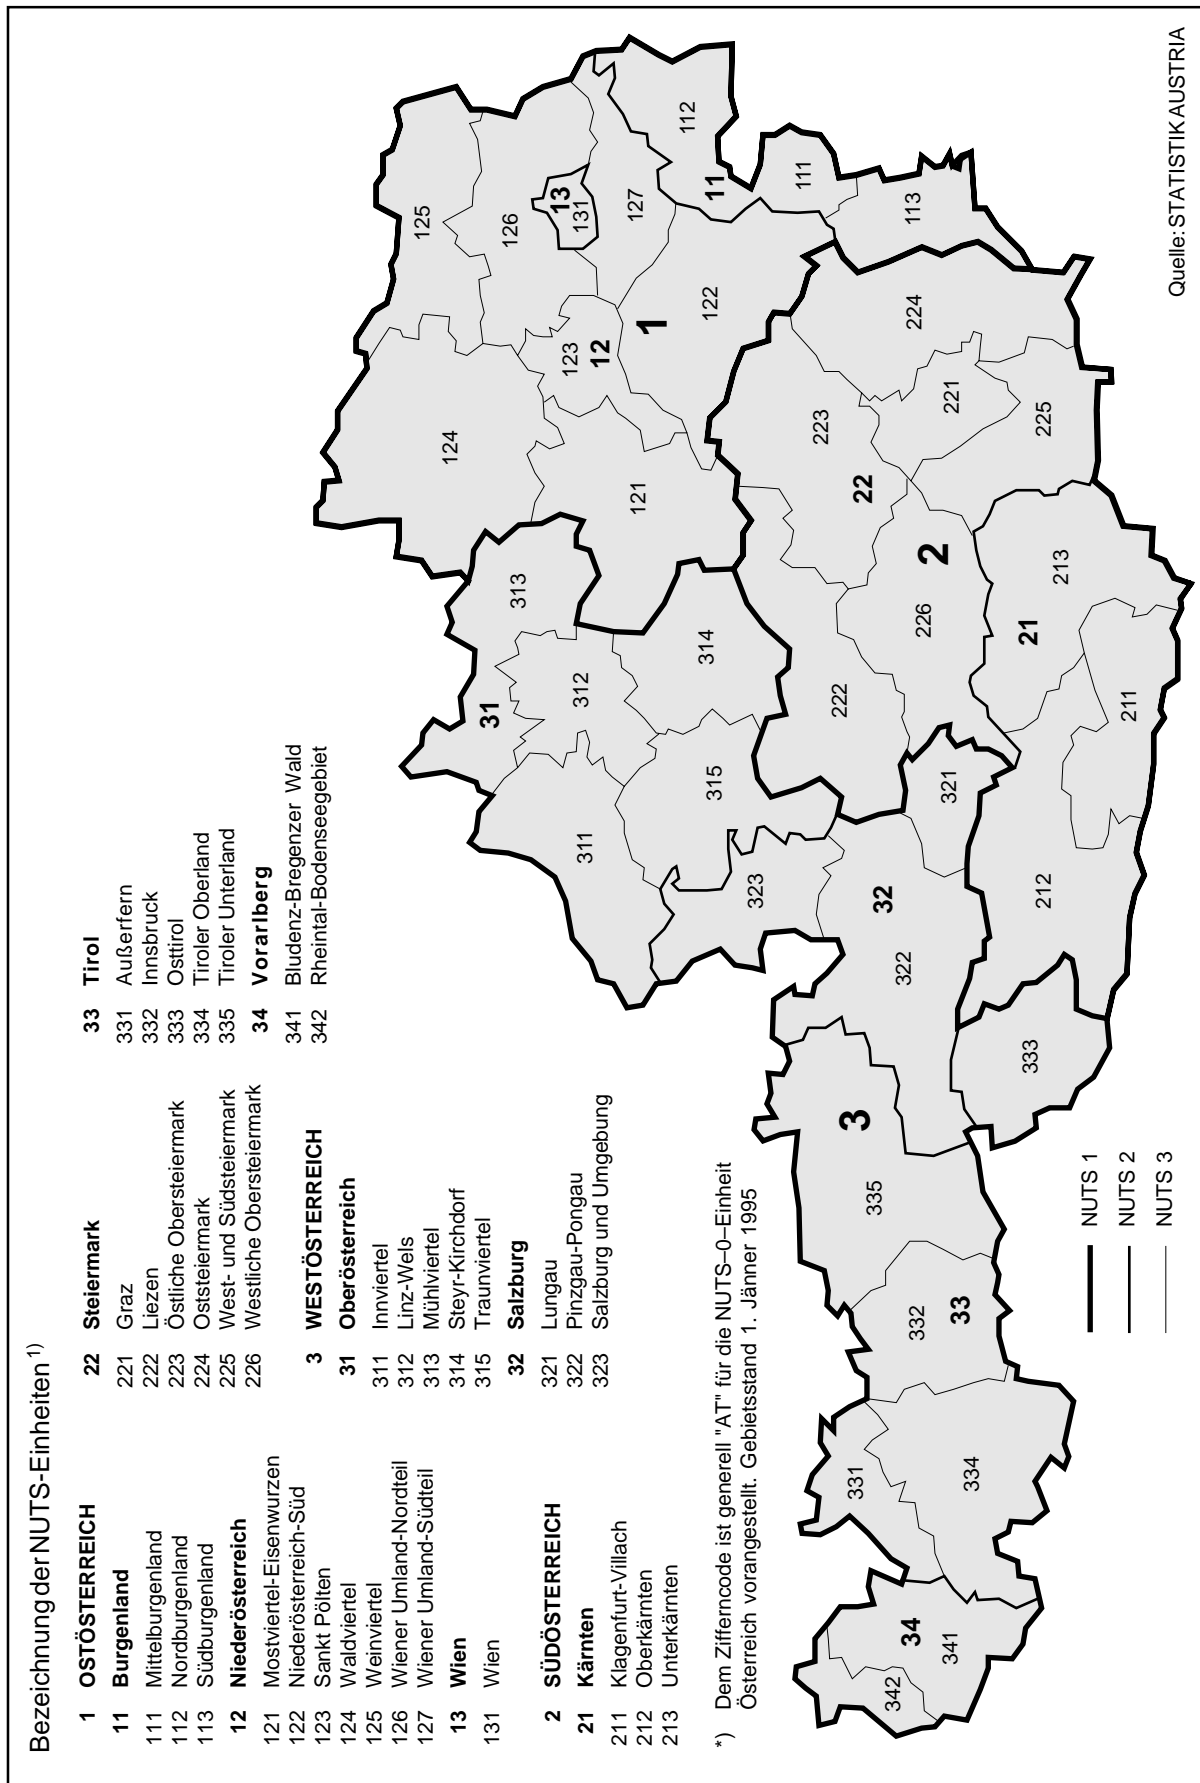 Bezeichnung der NUTS-Einheiten 1)
1 OSTÖSTERREICH
11 Burgenland
111 Mittelburgenland
112 Nordburgenland
113 Südburgenland
12 Niederösterreich
121 Mostviertel-Eisenwurzen
122 Niederösterreich-Süd
123 Sankt Pölten
124 Waldviertel
125 Weinviertel
126 Wiener Umland-Nordteil
127 Wiener Umland-Südteil
13 Wien
131 Wien
2 SÜDÖSTERREICH
21 Kärnten
211 Klagenfurt-Villach
212 Oberkärnten
213 Unterkärnten
22 Steiermark
221 Graz
222 Liezen
223 Östliche Obersteiermark
224 Oststeiermark
225 West- und Südsteiermark
226 Westliche Obersteiermark
3 WESTÖSTERREICH
31 Oberösterreich
311 Innviertel
312 Linz-Wels
313 Mühlviertel
314 Steyr-Kirchdorf
315 Traunviertel
32 Salzburg
321 Lungau
322 Pinzgau-Pongau
323 Salzburg und Umgebung
33 Tirol
331 Außerfern
332 Innsbruck
333 Osttirol
334 Tiroler Oberland
335 Tiroler Unterland
34 Vorarlberg
341 Bludenz-Bregenzer Wald
342 Rheintal-Bodenseegebiet
*) Dem Zifferncode ist generell "AT" für die NUTS–0–Einheit
Österreich vorangestellt. Gebietsstand 1. Jänner 1995
125
124
126
13
131
112
127
123
12
1
122
11
111
113
121
313
31
312
314
311
315
323
222
223
22
224
221
225
2
226
321
32
322
21
213
211
212
333
3
335
332
33
331
334
34
341
342
NUTS 1
NUTS 2
NUTS 3
Quelle: STATISTIK AUSTRIA